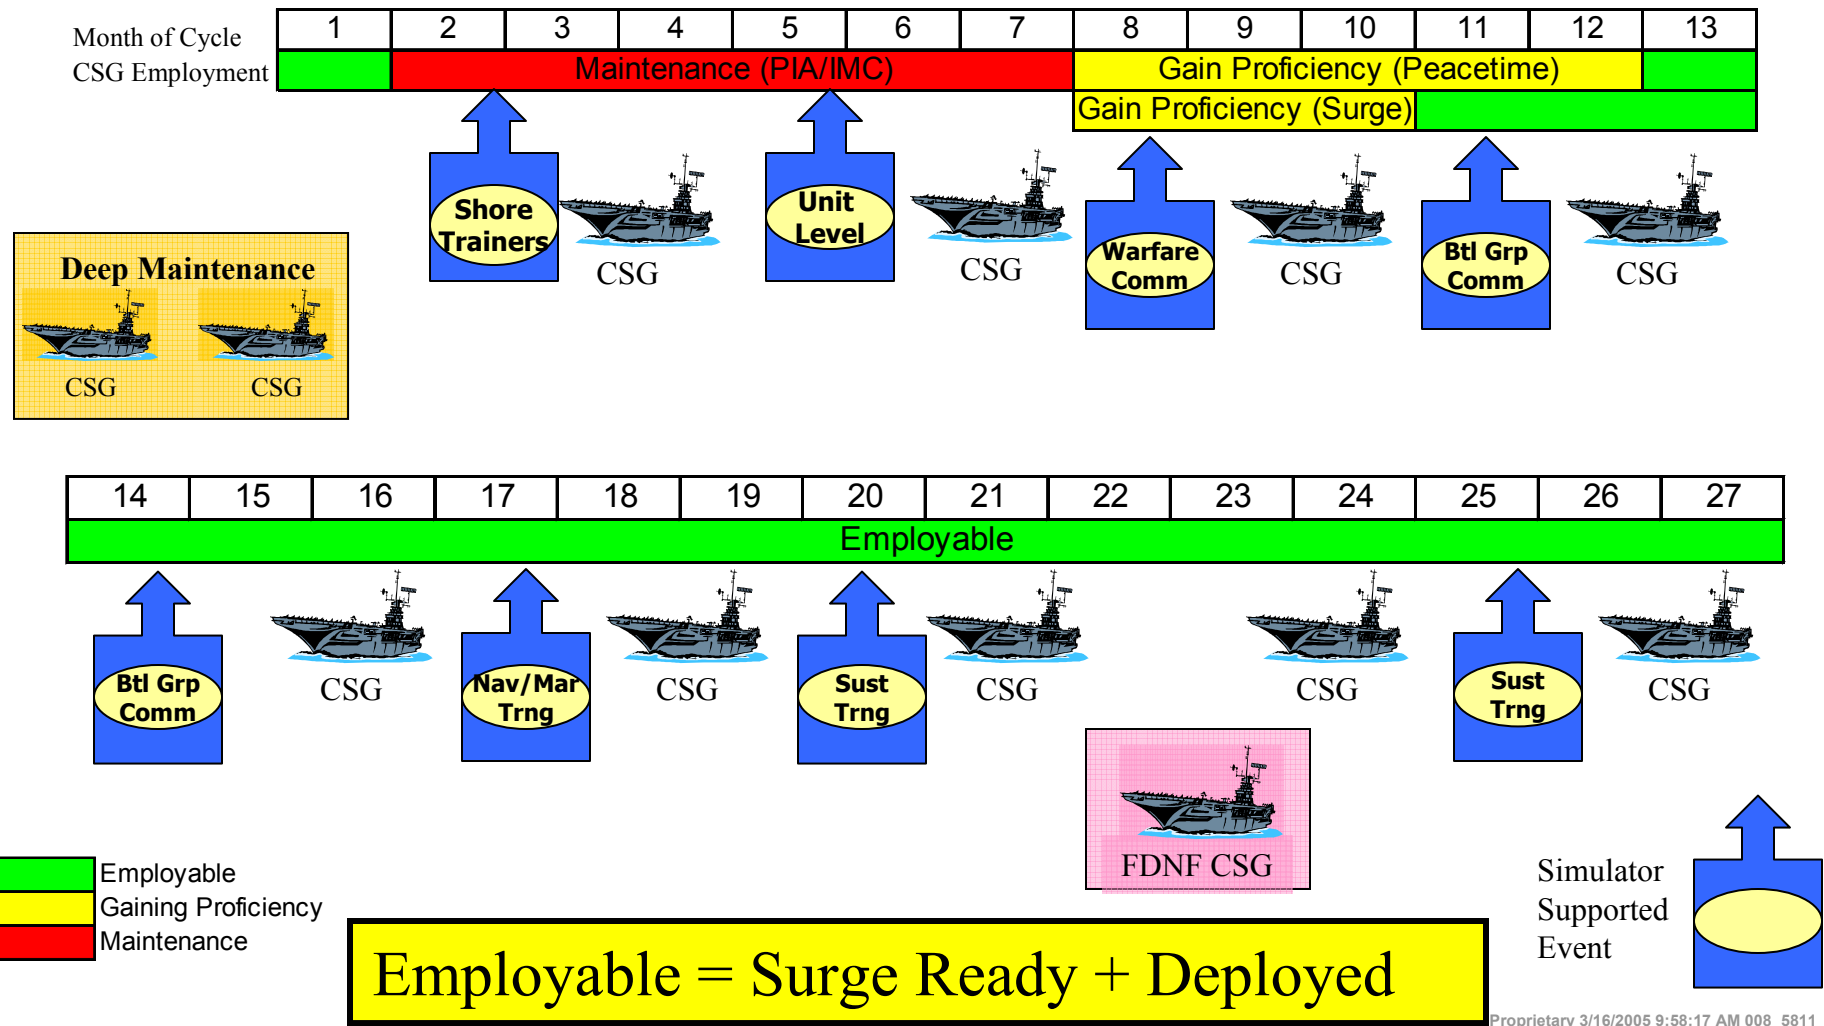 Month of Cycle 1 2 3 4 5 6 7 8 9 10 11 12 13
CSG Employment Maintenance (PIA/IMC) Gain Proficiency (Peacetime)
Gain Proficiency (Surge)
Shore
Trainers
CSG
Unit
Level
CSG
Warfare
Comm
CSG
Btl Grp
Comm
CSG
Deep Maintenance
CSG CSG
14 15 16 17 18 19 20 21 22 23 24 25 26 27
Employable
Btl Grp
Comm
CSG
Nav/Mar
Trng
CSG
Sust
Trng
CSG
CSG
Sust
Trng
CSG
FDNF CSG
Employable
Gaining Proficiency
Maintenance
Simulator
Supported
Event
Employable = Surge Ready + Deployed
Proprietary 3/16/2005 9:58:17 AM 008_5811